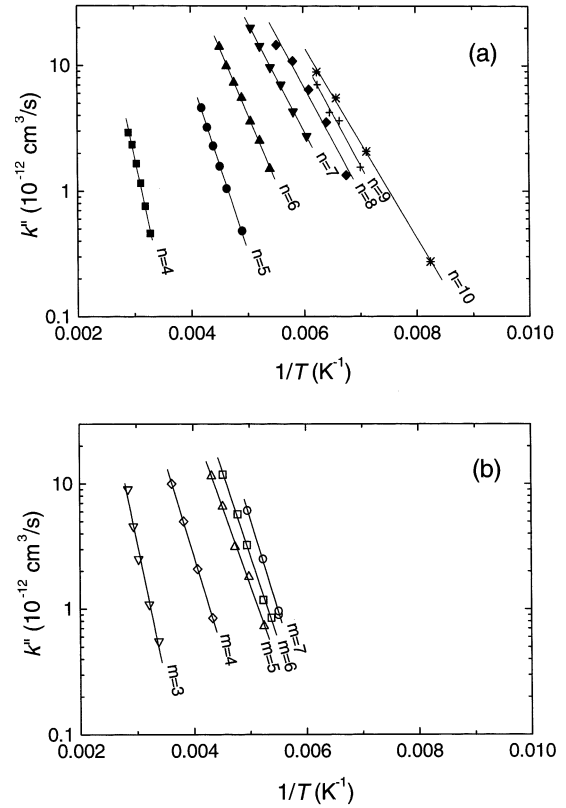 (a)
10
1
0.1
k" (10⁻¹² cm³/s)
n=4
n=5
n=6
n=7
n=8
n=9
n=10
0.002 0.004 0.006 0.008 0.010
1/T (K⁻¹)
(b)
10
1
0.1
k" (10⁻¹² cm³/s)
m=3
m=4
m=5
m=6
m=7
0.002 0.004 0.006 0.008 0.010
1/T (K⁻¹)